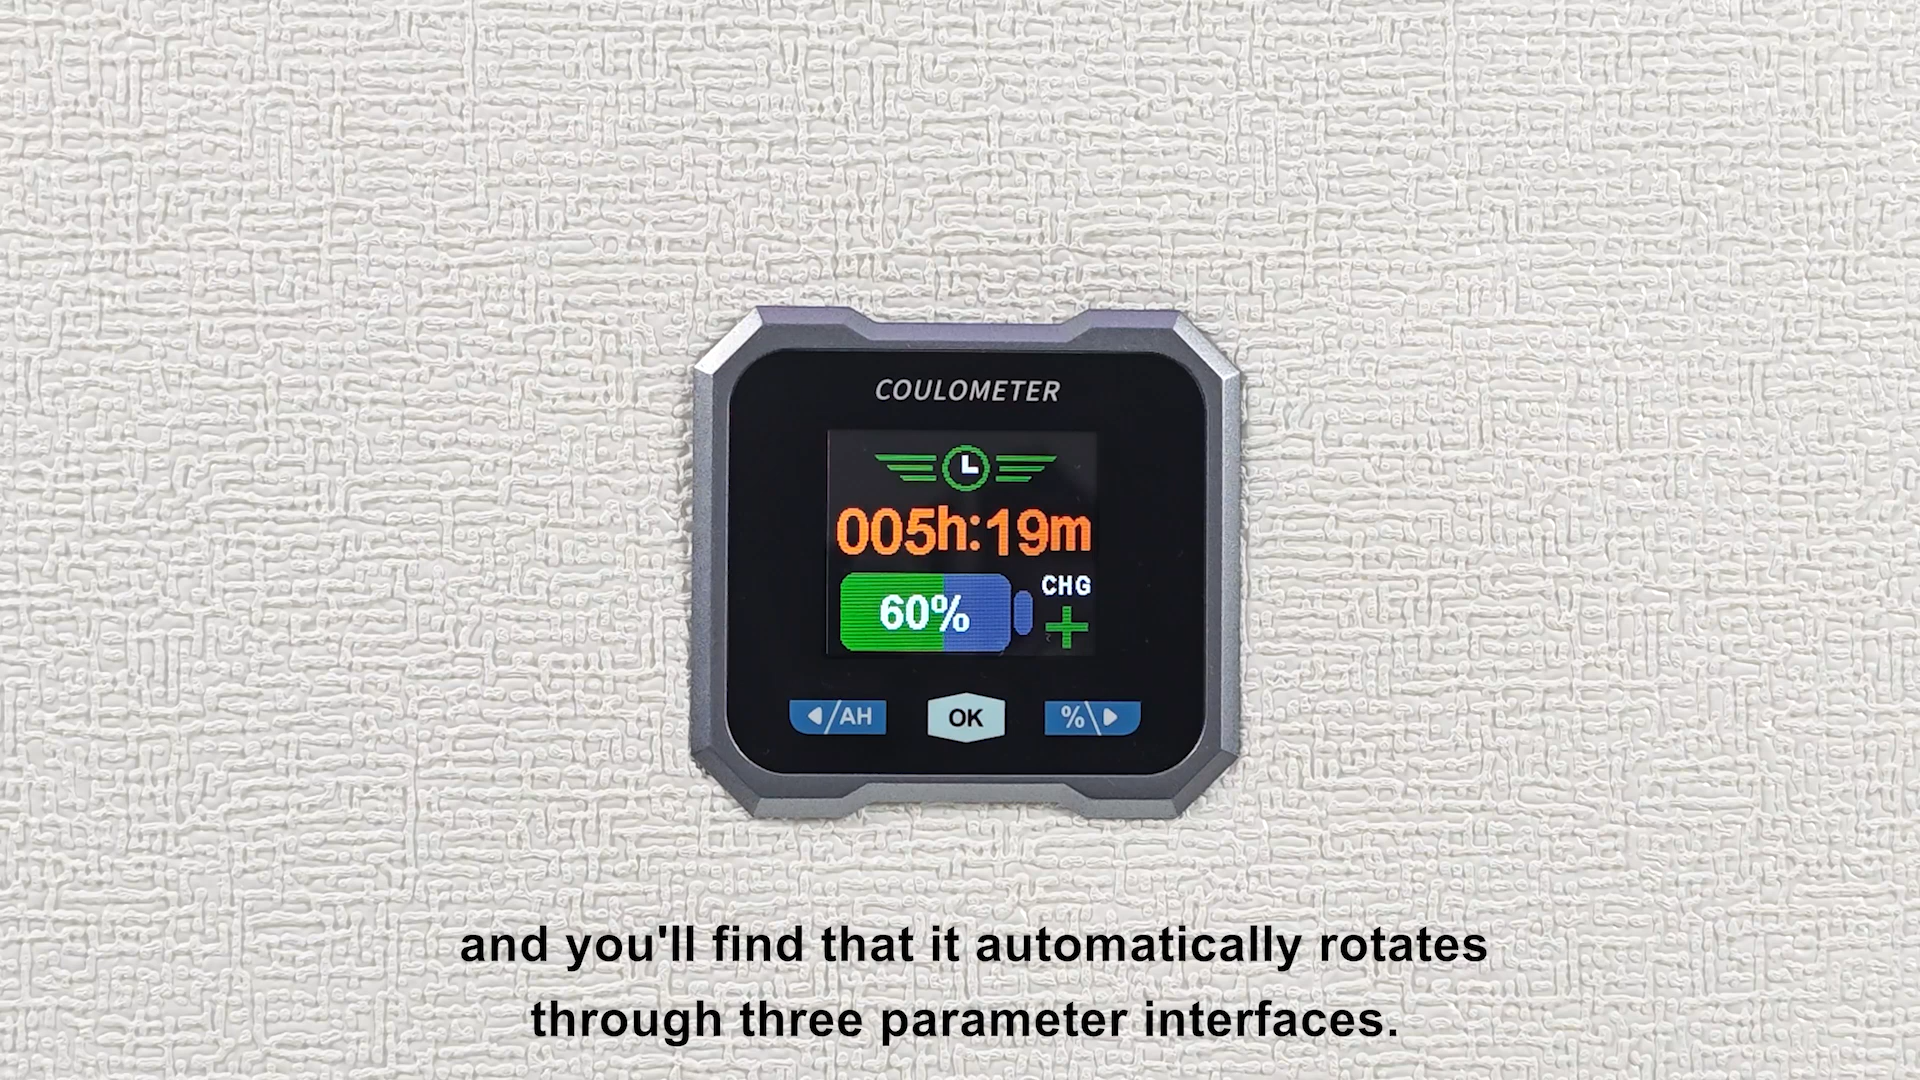 COULOMETER
005h:19m
60%
CHG
+
/AH
OK
%\
and you'll find that it automatically rotates
through three parameter interfaces.